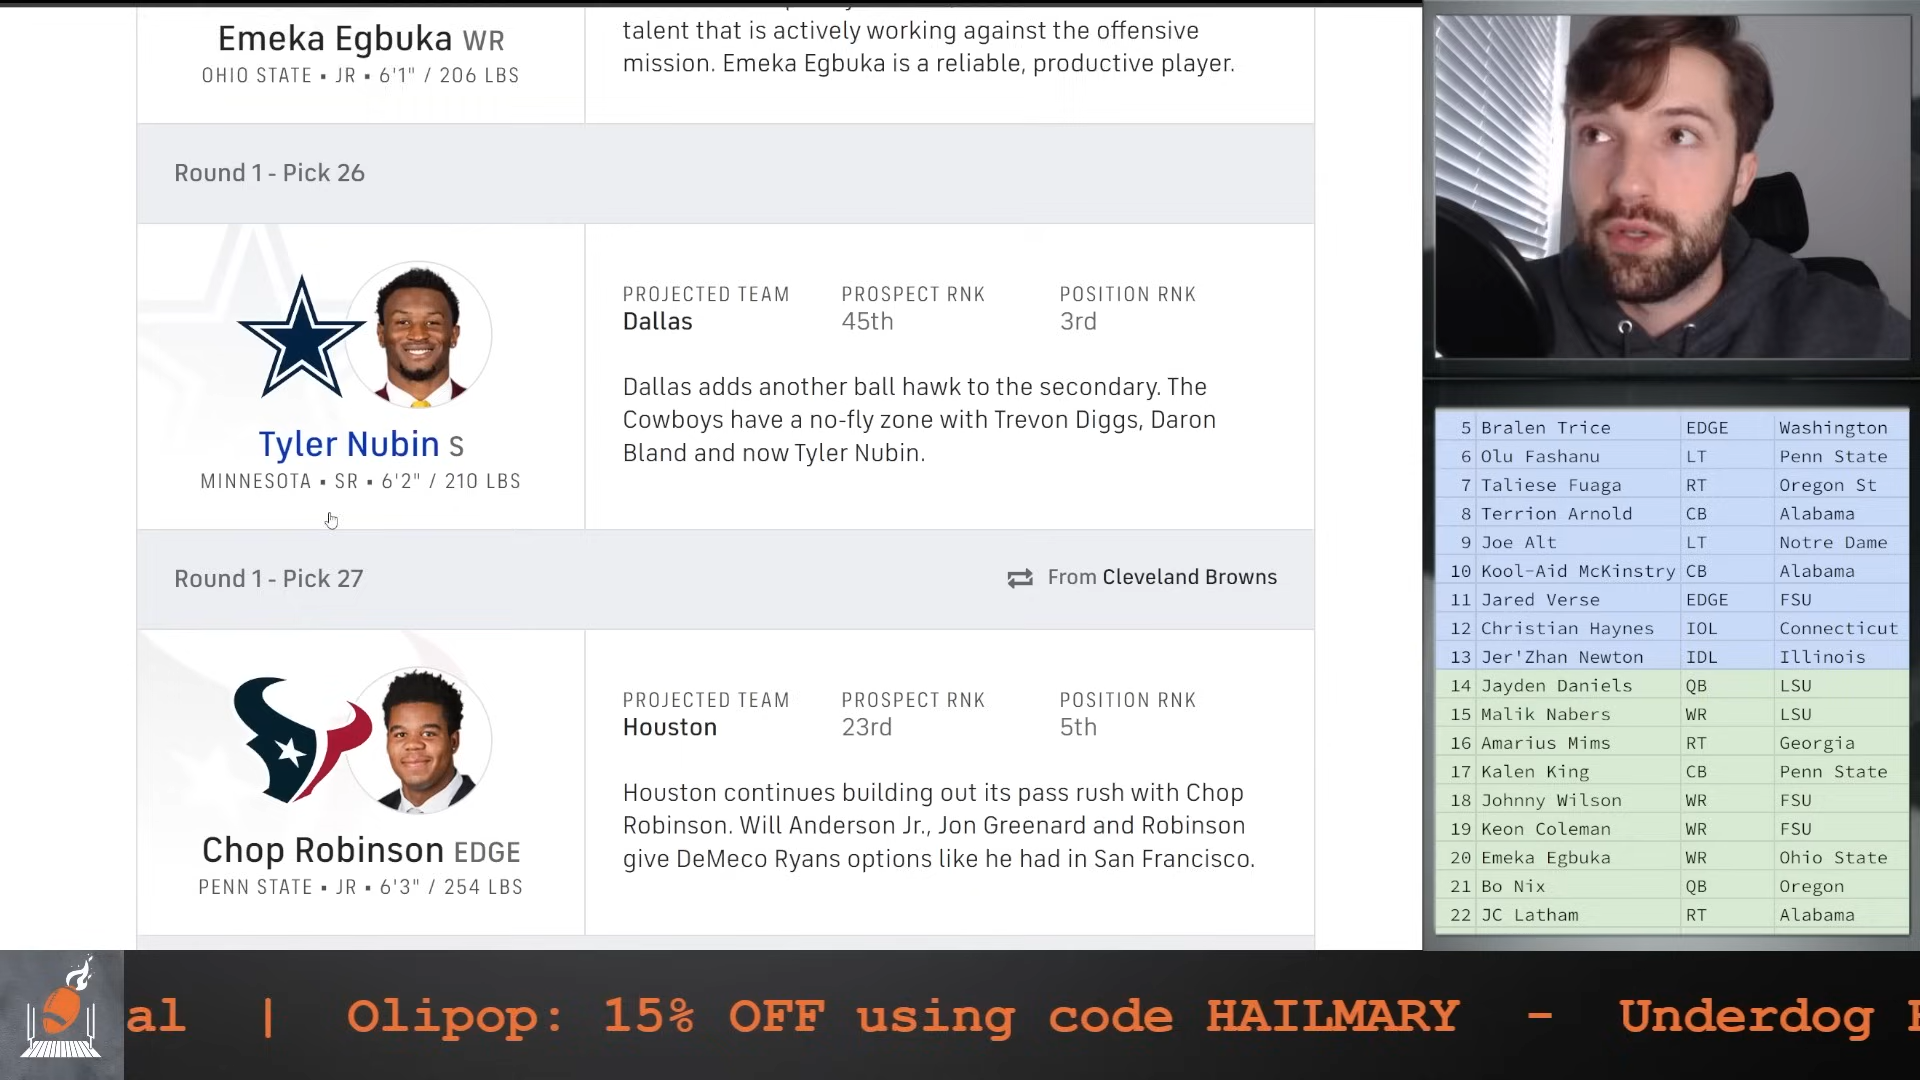 Emeka Egbuka WR
OHIO STATE • JR • 6'1" / 206 LBS
talent that is actively working against the offensive
mission. Emeka Egbuka is a reliable, productive player.
Round 1 - Pick 26
Tyler Nubin S
MINNESOTA • SR • 6'2" / 210 LBS
PROJECTED TEAM PROSPECT RNK POSITION RNK
Dallas 45th 3rd
Dallas adds another ball hawk to the secondary. The
Cowboys have a no-fly zone with Trevon Diggs, Daron
Bland and now Tyler Nubin.
Round 1 - Pick 27
From Cleveland Browns
Chop Robinson EDGE
PENN STATE • JR • 6'3" / 254 LBS
PROJECTED TEAM PROSPECT RNK POSITION RNK
Houston 23rd 5th
Houston continues building out its pass rush with Chop
Robinson. Will Anderson Jr., Jon Greenard and Robinson
give DeMeco Ryans options like he had in San Francisco.
5 Bralen Trice EDGE Washington
6 Olu Fashanu LT Penn State
7 Taliese Fuaga RT Oregon St
8 Terrion Arnold CB Alabama
9 Joe Alt LT Notre Dame
10 Kool-Aid McKinstry CB Alabama
11 Jared Verse EDGE FSU
12 Christian Haynes IOL Connecticut
13 Jer'Zhan Newton IDL Illinois
14 Jayden Daniels QB LSU
15 Malik Nabers WR LSU
16 Amarius Mims RT Georgia
17 Kalen King CB Penn State
18 Johnny Wilson WR FSU
19 Keon Coleman WR FSU
20 Emeka Egbuka WR Ohio State
21 Bo Nix QB Oregon
22 JC Latham RT Alabama
al | Olipop: 15% OFF using code HAILMARY - Underdog